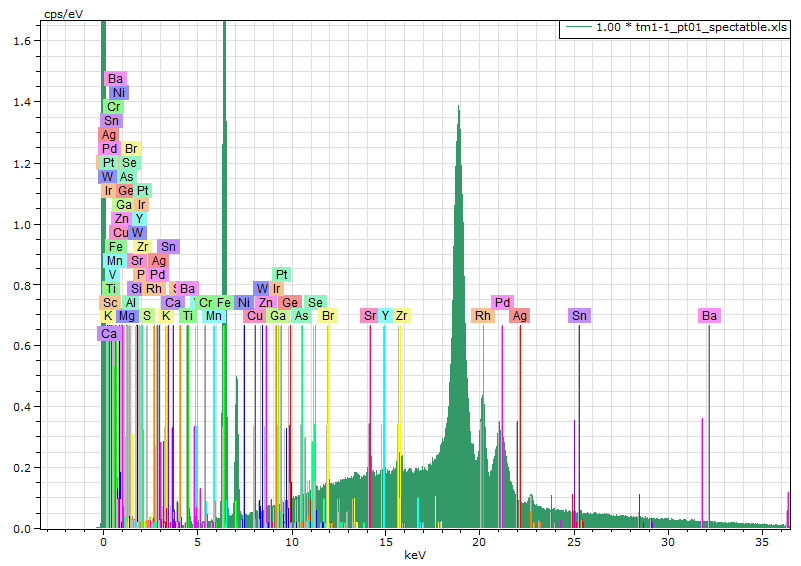 cps/eV
1.00 * tm1-1_pt01_spectatble.xls
1.6
1.4
1.2
1.0
0.8
0.6
0.4
0.2
0.0
Ba
Ni
Cr
Sn
Ag
Pd Br
Pt Se
W As
Ir Ge Pt
Ga Ir
Zn Y
Cu W
Fe Zr Sn
Mn Sr Ag
V P Pd Pt
Ti Si Rh S Ba W Ir
Sc Al Ca Cr Fe Ni Zn Ge Se Pd
K Mg S K Ti Mn Cu Ga As Br Sr Y Zr Rh Ag Sn Ba
Ca
0 5 10 15 20 25 30 35
keV